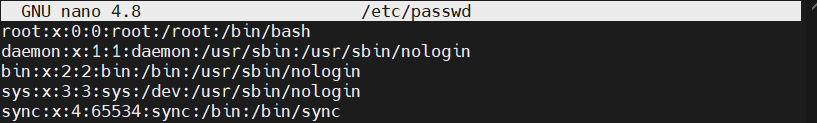 GNU nano 4.8 /etc/passwd
root:x:0:0:root:/root:/bin/bash
daemon:x:1:1:daemon:/usr/sbin:/usr/sbin/nologin
bin:x:2:2:bin:/bin:/usr/sbin/nologin
sys:x:3:3:sys:/dev:/usr/sbin/nologin
sync:x:4:65534:sync:/bin:/bin/sync